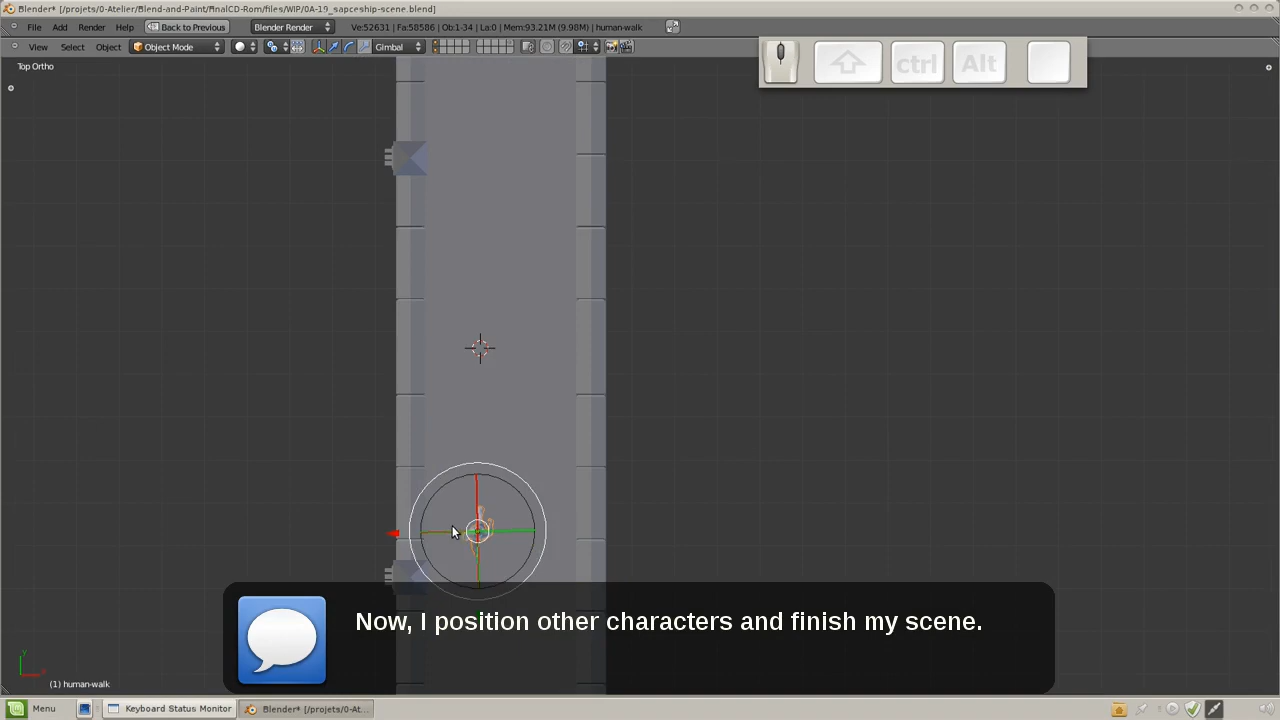 Blender* [/projets/0-Atelier/Blend-and-Paint/finalCD-Rom/files/WIP/0A-19_sapceship-scene.blend]
File Add Render Help Back to Previous Blender Render Ve:52631 | Fa:58586 | Ob:1-34 | La:0 | Mem:93.21M (9.98M) | human-walk
View Select Object Object Mode Gimbal
ctrl Alt
Top Ortho
Now, I position other characters and finish my scene.
y
x
(1) human-walk
Menu Keyboard Status Monitor Blender* [/projets/0-At...